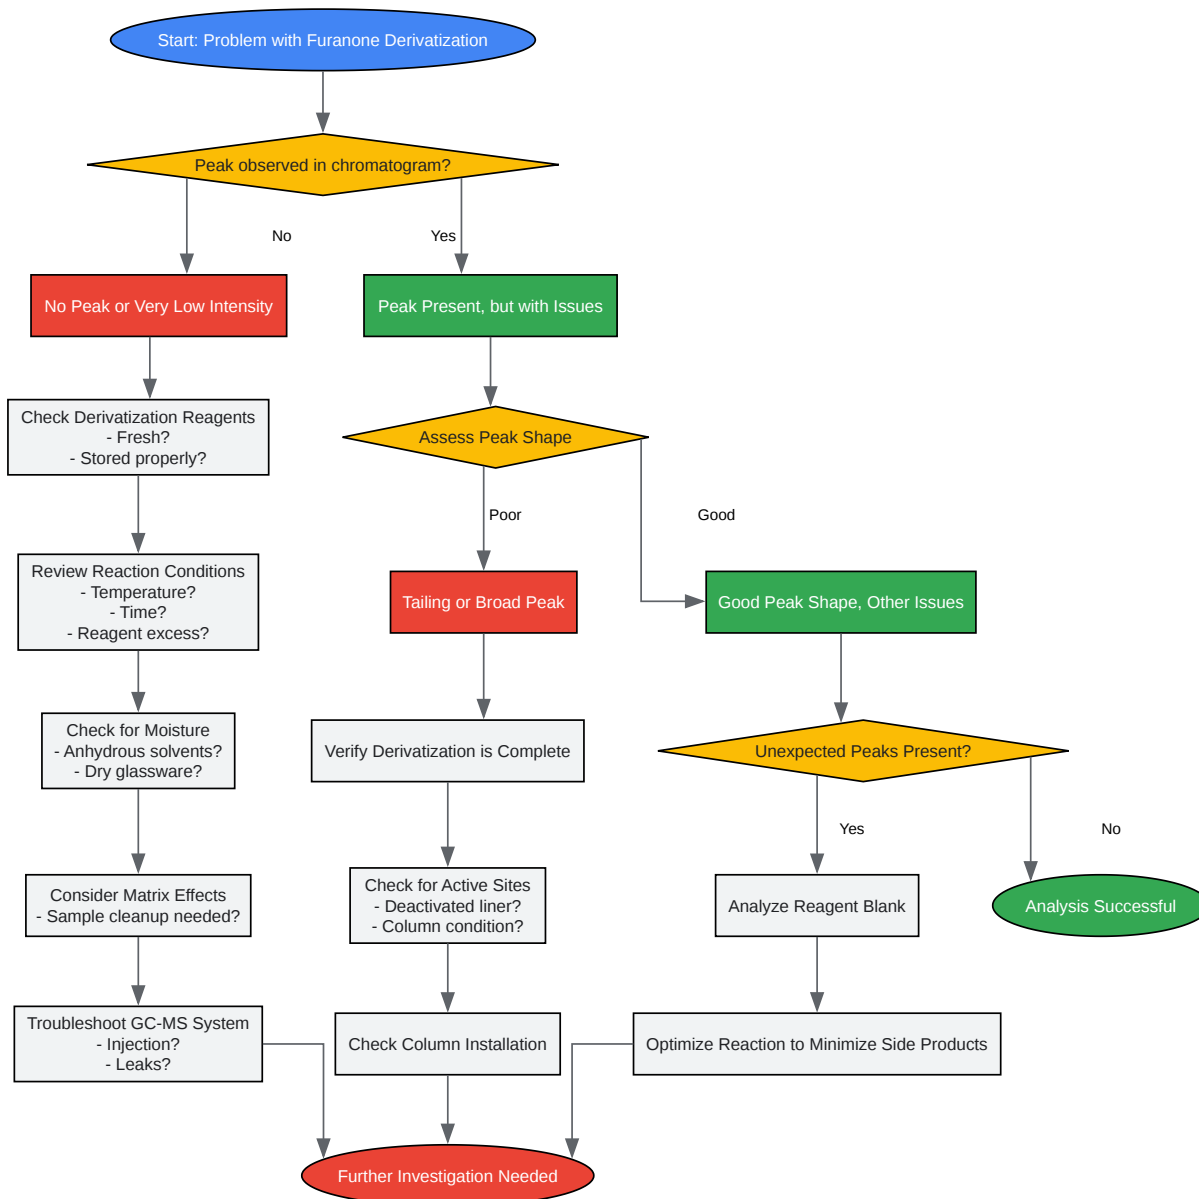 Start: Problem with Furanone Derivatization
Peak observed in chromatogram?
No
Yes
No Peak or Very Low Intensity
Peak Present, but with Issues
Check Derivatization Reagents
- Fresh?
- Stored properly?
Assess Peak Shape
Poor
Good
Review Reaction Conditions
- Temperature?
- Time?
- Reagent excess?
Tailing or Broad Peak
Good Peak Shape, Other Issues
Check for Moisture
- Anhydrous solvents?
- Dry glassware?
Verify Derivatization is Complete
Unexpected Peaks Present?
Yes
No
Consider Matrix Effects
- Sample cleanup needed?
Check for Active Sites
- Deactivated liner?
- Column condition?
Analyze Reagent Blank
Analysis Successful
Troubleshoot GC-MS System
- Injection?
- Leaks?
Check Column Installation
Optimize Reaction to Minimize Side Products
Further Investigation Needed